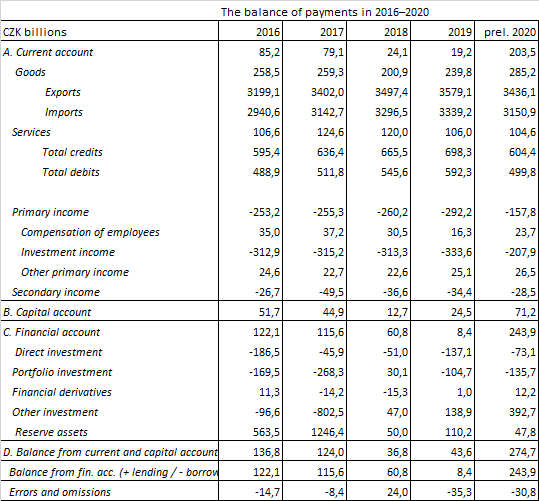 The balance of payments in 2016–2020
CZK billions 2016 2017 2018 2019 prel. 2020
A. Current account 85,2 79,1 24,1 19,2 203,5
Goods 258,5 259,3 200,9 239,8 285,2
Exports 3199,1 3402,0 3497,4 3579,1 3436,1
Imports 2940,6 3142,7 3296,5 3339,2 3150,9
Services 106,6 124,6 120,0 106,0 104,6
Total credits 595,4 636,4 665,5 698,3 604,4
Total debits 488,9 511,8 545,6 592,3 499,8
Primary income -253,2 -255,3 -260,2 -292,2 -157,8
Compensation of employees 35,0 37,2 30,5 16,3 23,7
Investment income -312,9 -315,2 -313,3 -333,6 -207,9
Other primary income 24,6 22,7 22,6 25,1 26,5
Secondary income -26,7 -49,5 -36,6 -34,4 -28,5
B. Capital account 51,7 44,9 12,7 24,5 71,2
C. Financial account 122,1 115,6 60,8 8,4 243,9
Direct investment -186,5 -45,9 -51,0 -137,1 -73,1
Portfolio investment -169,5 -268,3 30,1 -104,7 -135,7
Financial derivatives 11,3 -14,2 -15,3 1,0 12,2
Other investment -96,6 -802,5 47,0 138,9 392,7
Reserve assets 563,5 1246,4 50,0 110,2 47,8
D. Balance from current and capital account 136,8 124,0 36,8 43,6 274,7
Balance from fin. acc. (+ lending / - borrow 122,1 115,6 60,8 8,4 243,9
Errors and omissions -14,7 -8,4 24,0 -35,3 -30,8